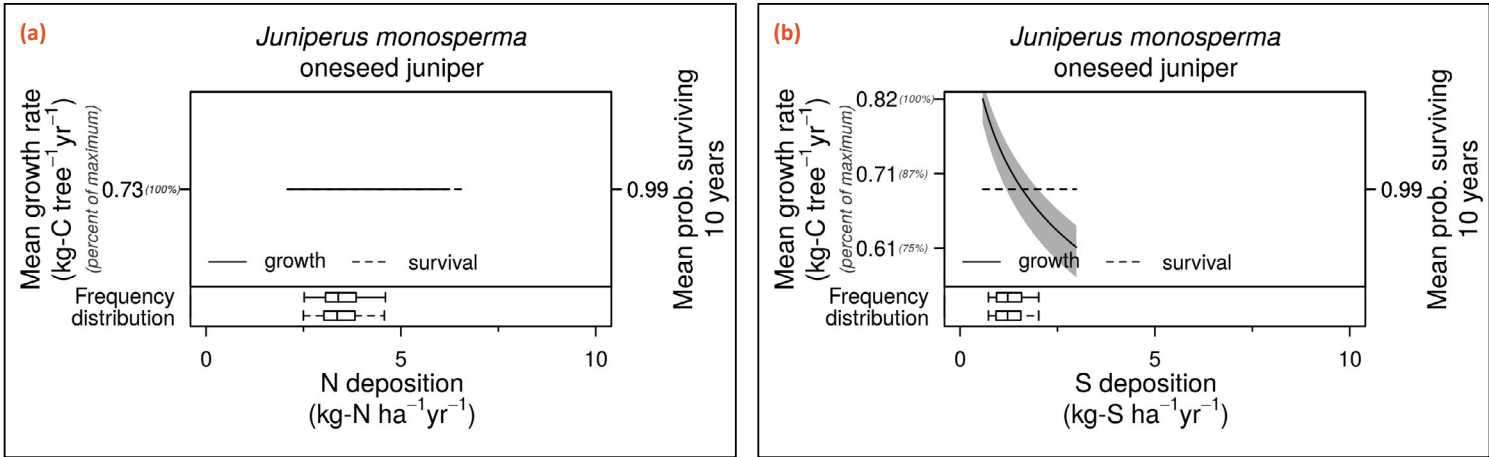 (a)
Juniperus monosperma
oneseed juniper
Mean growth rate
(kg-C tree⁻¹yr⁻¹)
(percent of maximum)
0.73 (100%)
0.99
Mean prob. surviving
10 years
growth
survival
Frequency
distribution
0
5
10
N deposition
(kg-N ha⁻¹yr⁻¹)
(b)
Juniperus monosperma
oneseed juniper
Mean growth rate
(kg-C tree⁻¹yr⁻¹)
(percent of maximum)
0.82 (100%)
0.71 (87%)
0.61 (75%)
0.99
Mean prob. surviving
10 years
growth
survival
Frequency
distribution
0
5
10
S deposition
(kg-S ha⁻¹yr⁻¹)